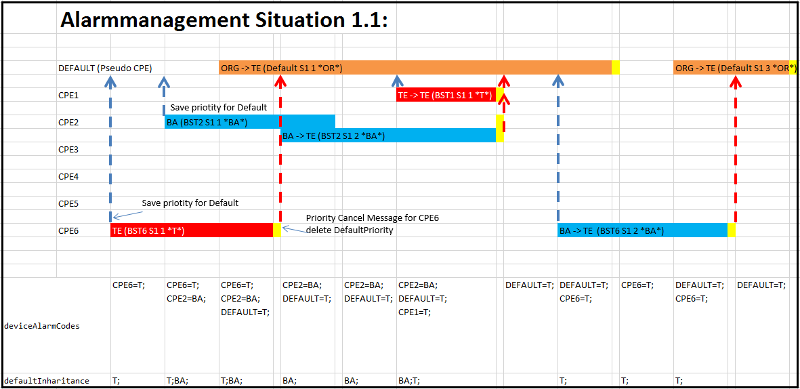 Alarmmanagement Situation 1.1:
DEFAULT (Pseudo CPE)
ORG -> TE (Default S1 1 *OR*)
ORG -> TE (Default S1 3 *OR*)
CPE1
TE -> TE (BST1 S1 1 *T*)
Save priotity for Default
CPE2
BA (BST2 S1 1 *BA*)
BA -> TE (BST2 S1 2 *BA*)
CPE3
CPE4
CPE5
Save priotity for Default
Priority Cancel Message for CPE6
delete DefaultPriority
CPE6
TE (BST6 S1 1 *T*)
BA -> TE (BST6 S1 2 *BA*)
CPE6=T; CPE6=T; CPE6=T; CPE2=BA; CPE2=BA; CPE2=BA; DEFAULT=T; DEFAULT=T; CPE6=T; DEFAULT=T; DEFAULT=T;
CPE2=BA; CPE2=BA; DEFAULT=T; DEFAULT=T; DEFAULT=T; CPE6=T; CPE6=T;
DEFAULT=T; CPE1=T;
deviceAlarmCodes
defaultInharitance T; T;BA; T;BA; BA; BA; BA;T; T; T; T;